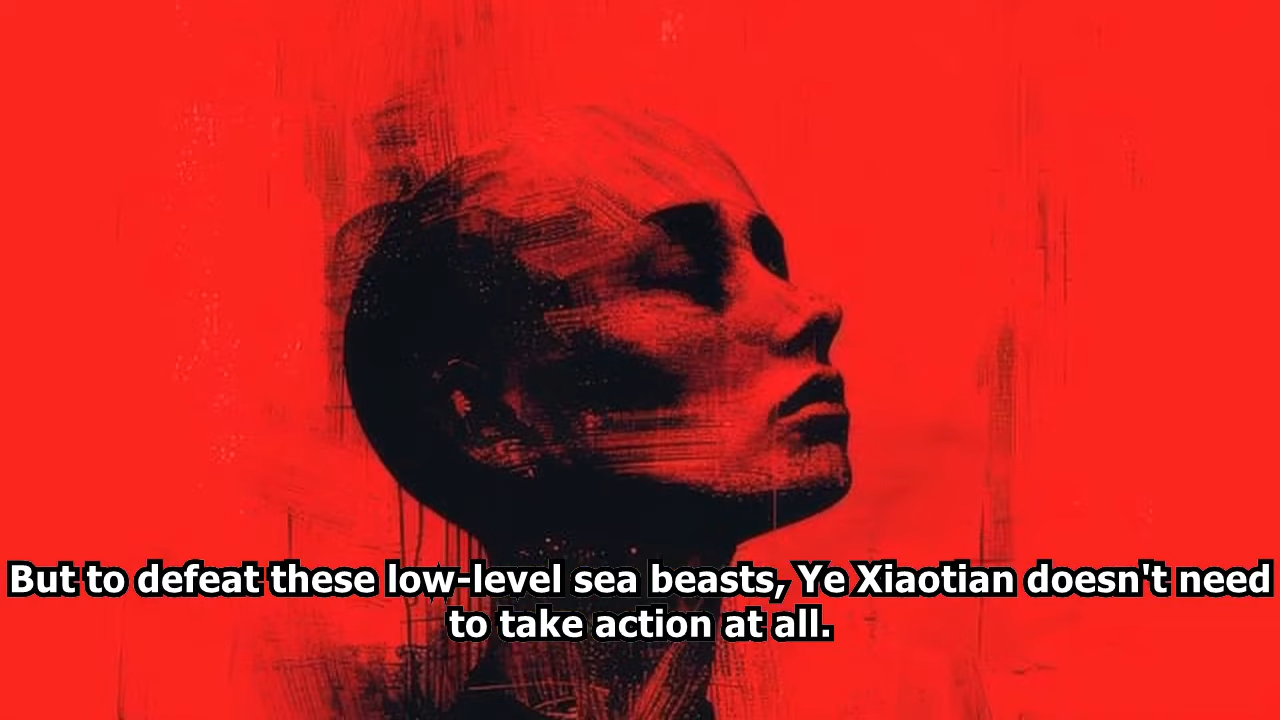 But to defeat these low-level sea beasts, Ye Xiaotian doesn't need
to take action at all.